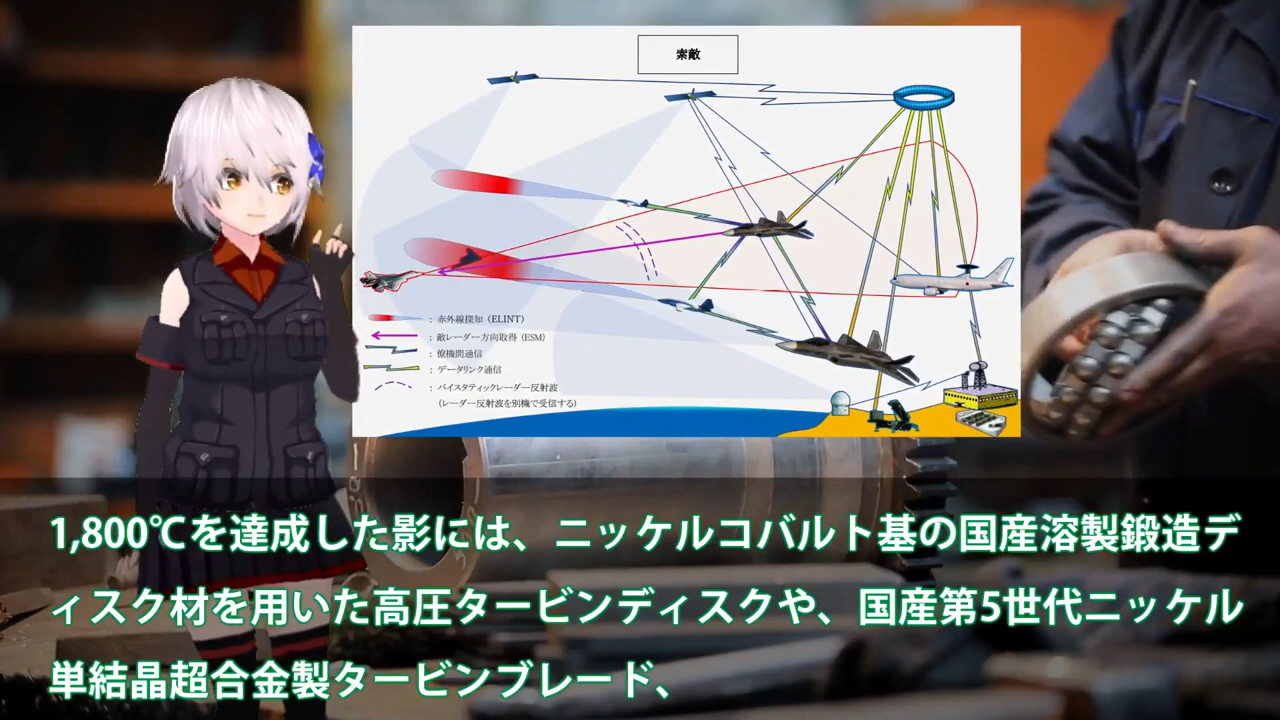 索敵
：赤外線探知（ELINT）
：敵レーダー方向取得（ESM）
：僚機間通信
：データリンク通信
：バイスタティックレーダー反射波
（レーダー反射波を別機で受信する）
1,800℃を達成した影には、ニッケルコバルト基の国産溶製鍛造デ
ィスク材を用いた高圧タービンディスクや、国産第5世代ニッケル
単結晶超合金製タービンブレード、